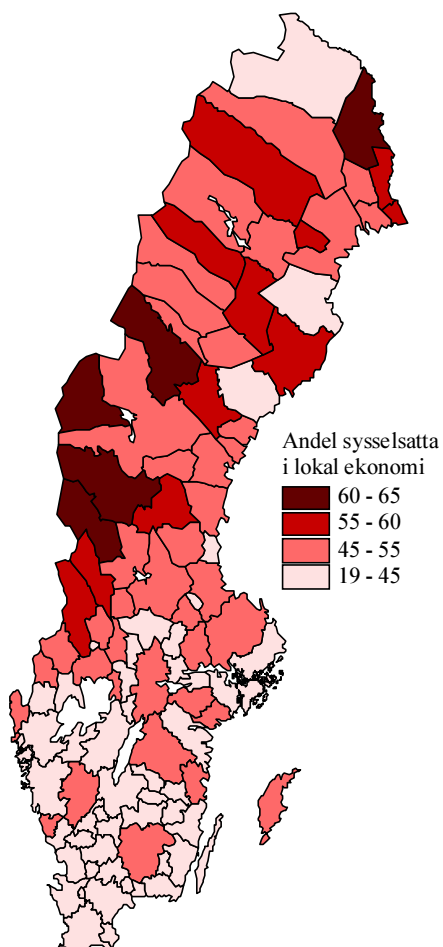 Andel sysselsatta
i lokal ekonomi
60 - 65
55 - 60
45 - 55
19 - 45